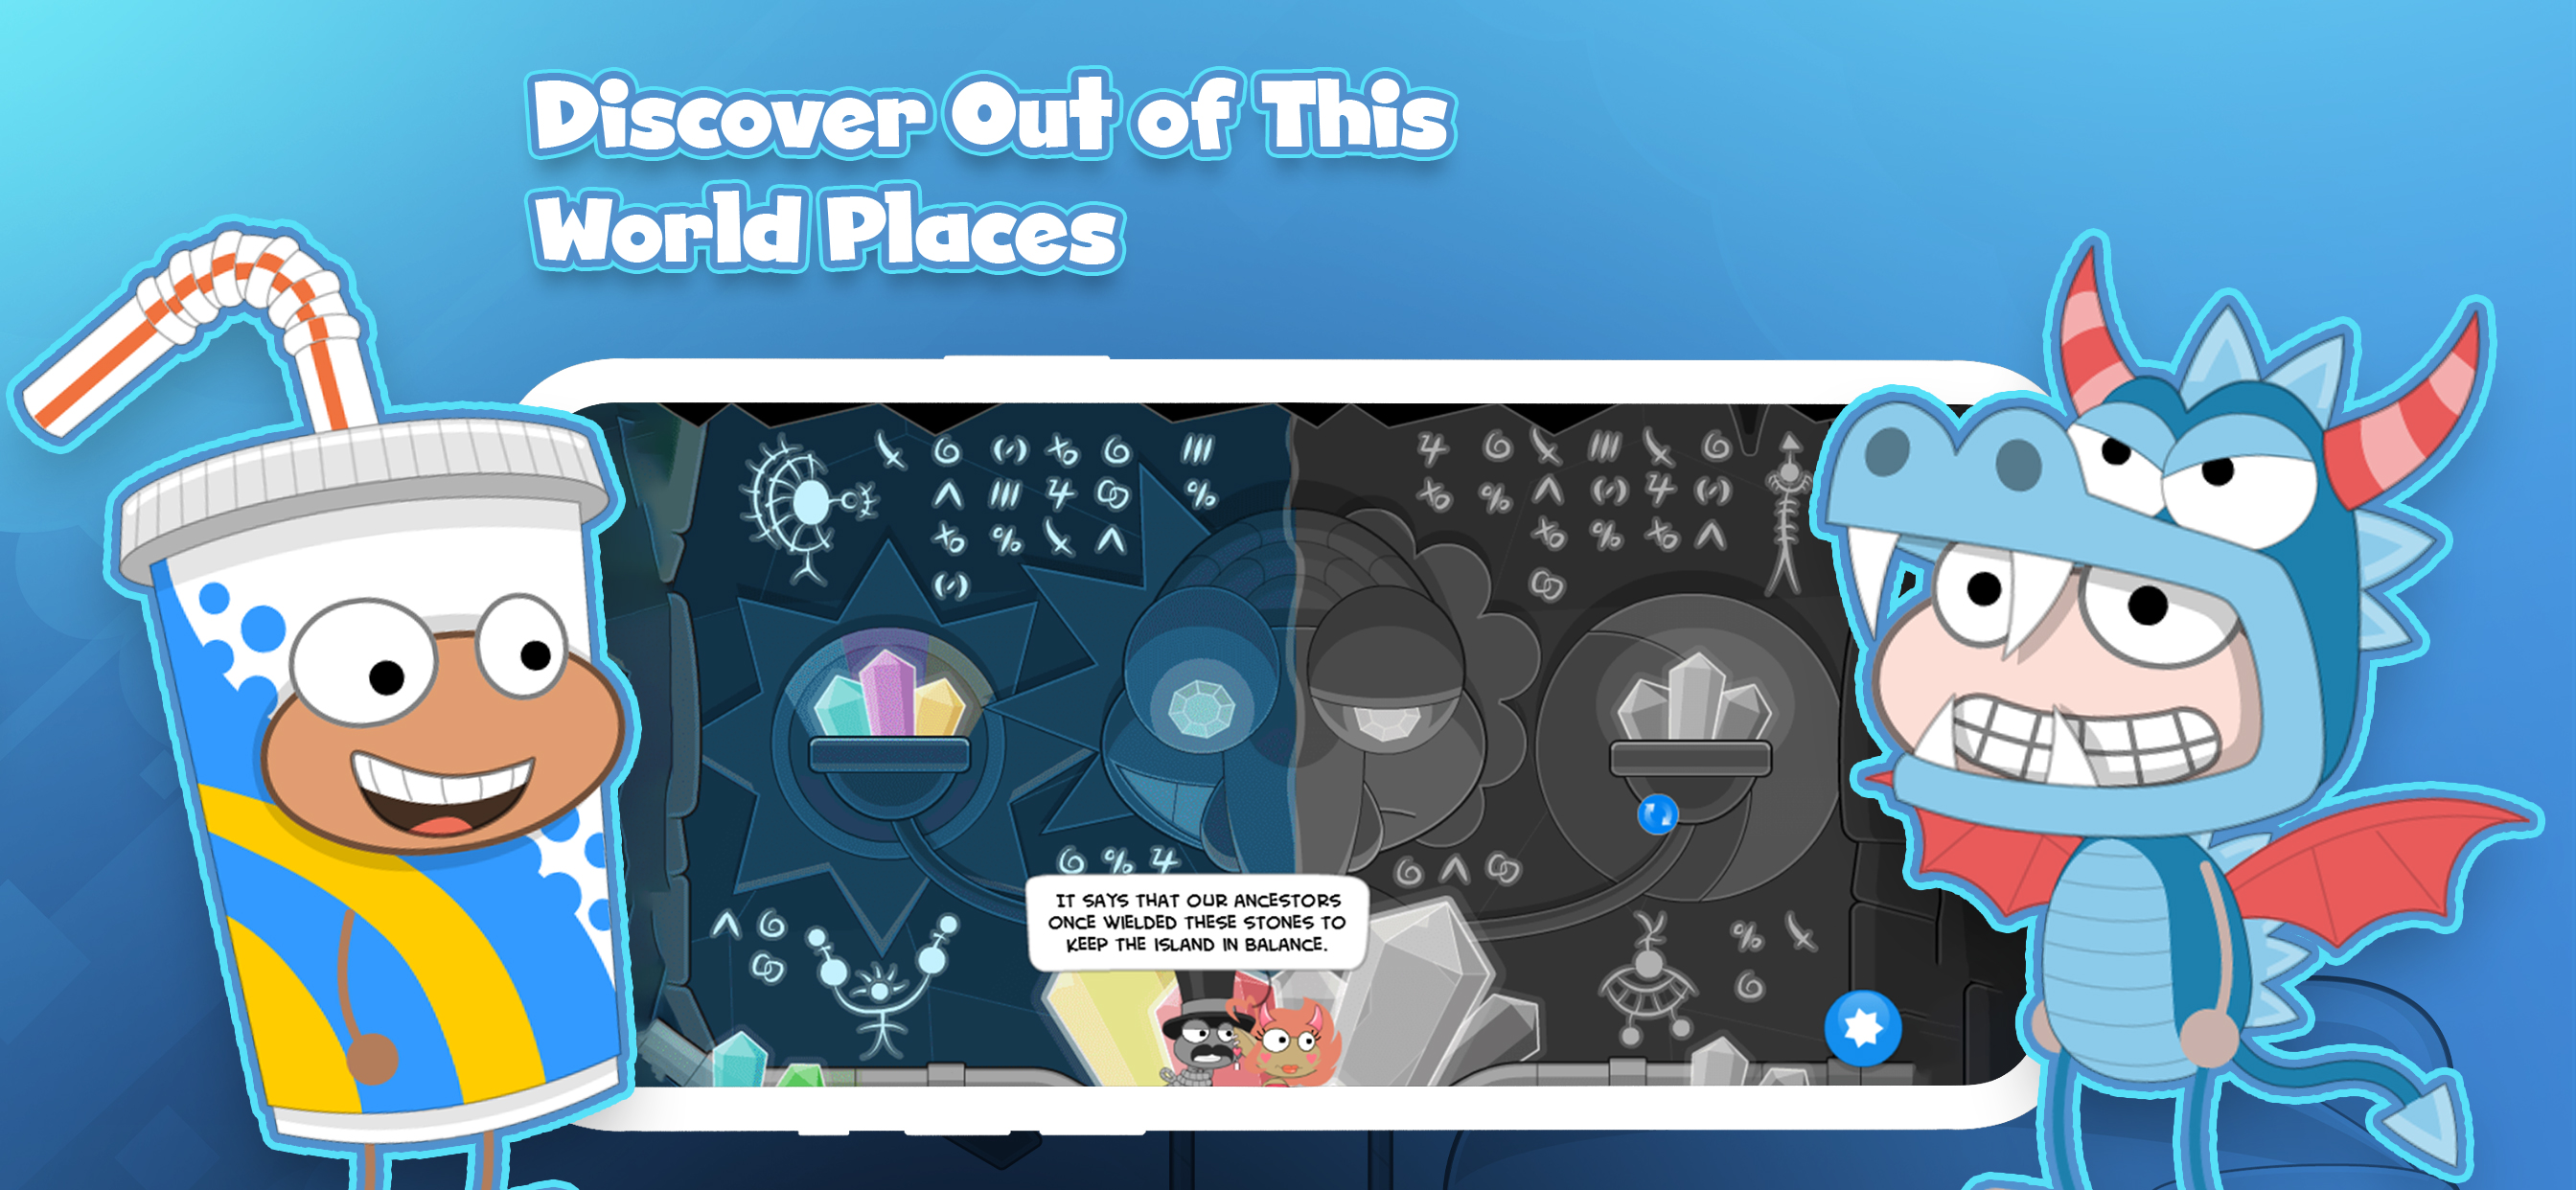 Discover Out of This
World Places
IT SAYS THAT OUR ANCESTORS
ONCE WIELDED THESE STONES TO
KEEP THE ISLAND IN BALANCE.